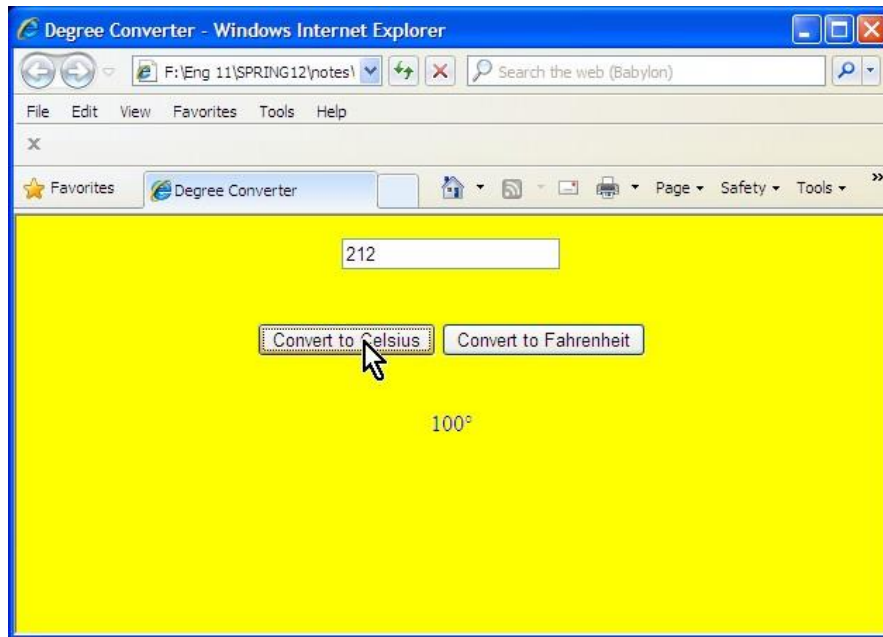 Degree Converter - Windows Internet Explorer
F:\Eng 11\SPRING12\notes\ Search the web (Babylon)
File Edit View Favorites Tools Help
x
Favorites Degree Converter Page Safety Tools »
212
Convert to Celsius Convert to Fahrenheit
100°